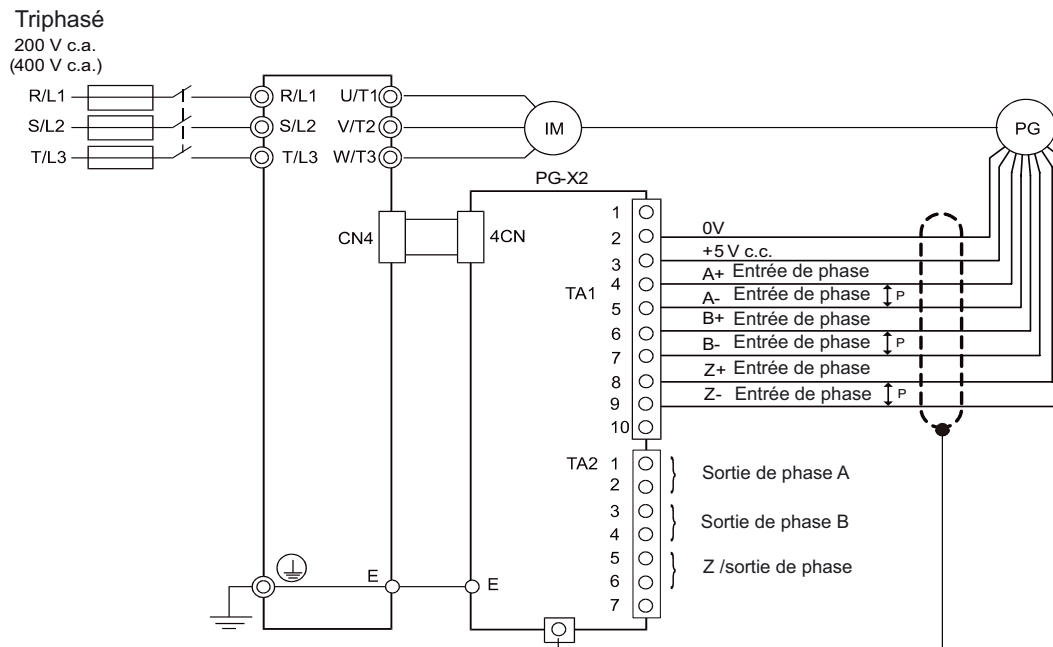 Triphasé
200 V c.a.
(400 V c.a.)
R/L1 R/L1 U/T1
S/L2 S/L2 V/T2 IM PG
T/L3 T/L3 W/T3
PG-X2
CN4 4CN
TA1
1
2 0V
3 +5 V c.c.
4 A+ Entrée de phase
5 A- Entrée de phase P
6 B+ Entrée de phase
7 B- Entrée de phase P
8 Z+ Entrée de phase
9 Z- Entrée de phase P
10
TA2 1
2 Sortie de phase A
3
4 Sortie de phase B
5
6 Z /sortie de phase
7
E E